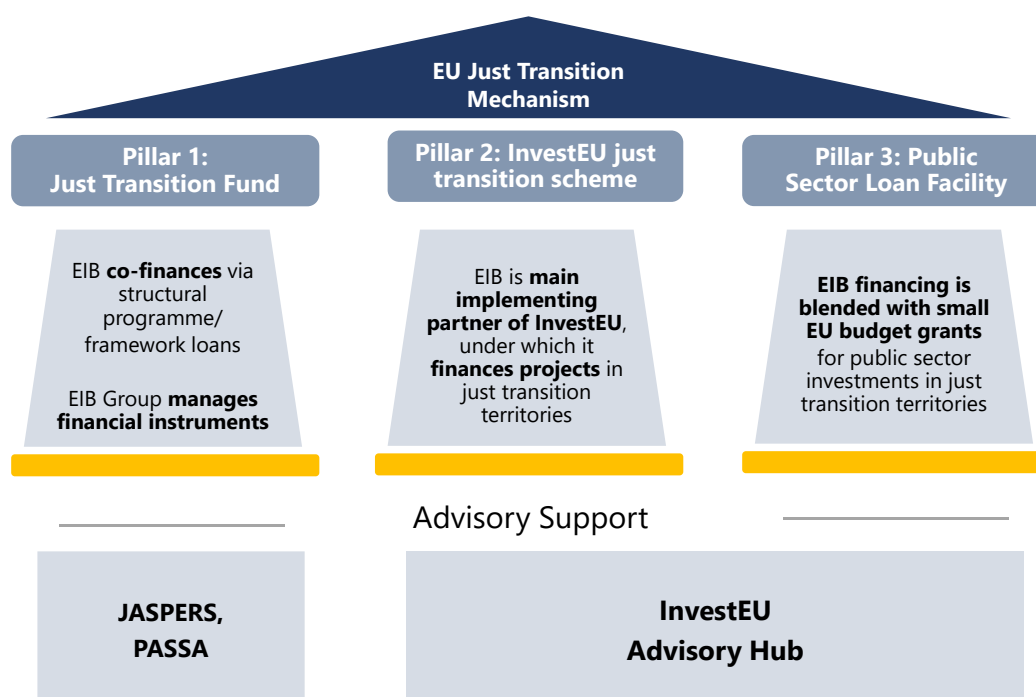 EU Just Transition
Mechanism
Pillar 1:
Just Transition Fund
Pillar 2: InvestEU just
transition scheme
Pillar 3: Public
Sector Loan Facility
EIB co-finances via
structural
programme/
framework loans
EIB Group manages
financial instruments
EIB is main
implementing
partner of InvestEU,
under which it
finances projects in
just transition
territories
EIB financing is
blended with small
EU budget grants
for public sector
investments in just
transition territories
Advisory Support
JASPERS,
PASSA
InvestEU
Advisory Hub